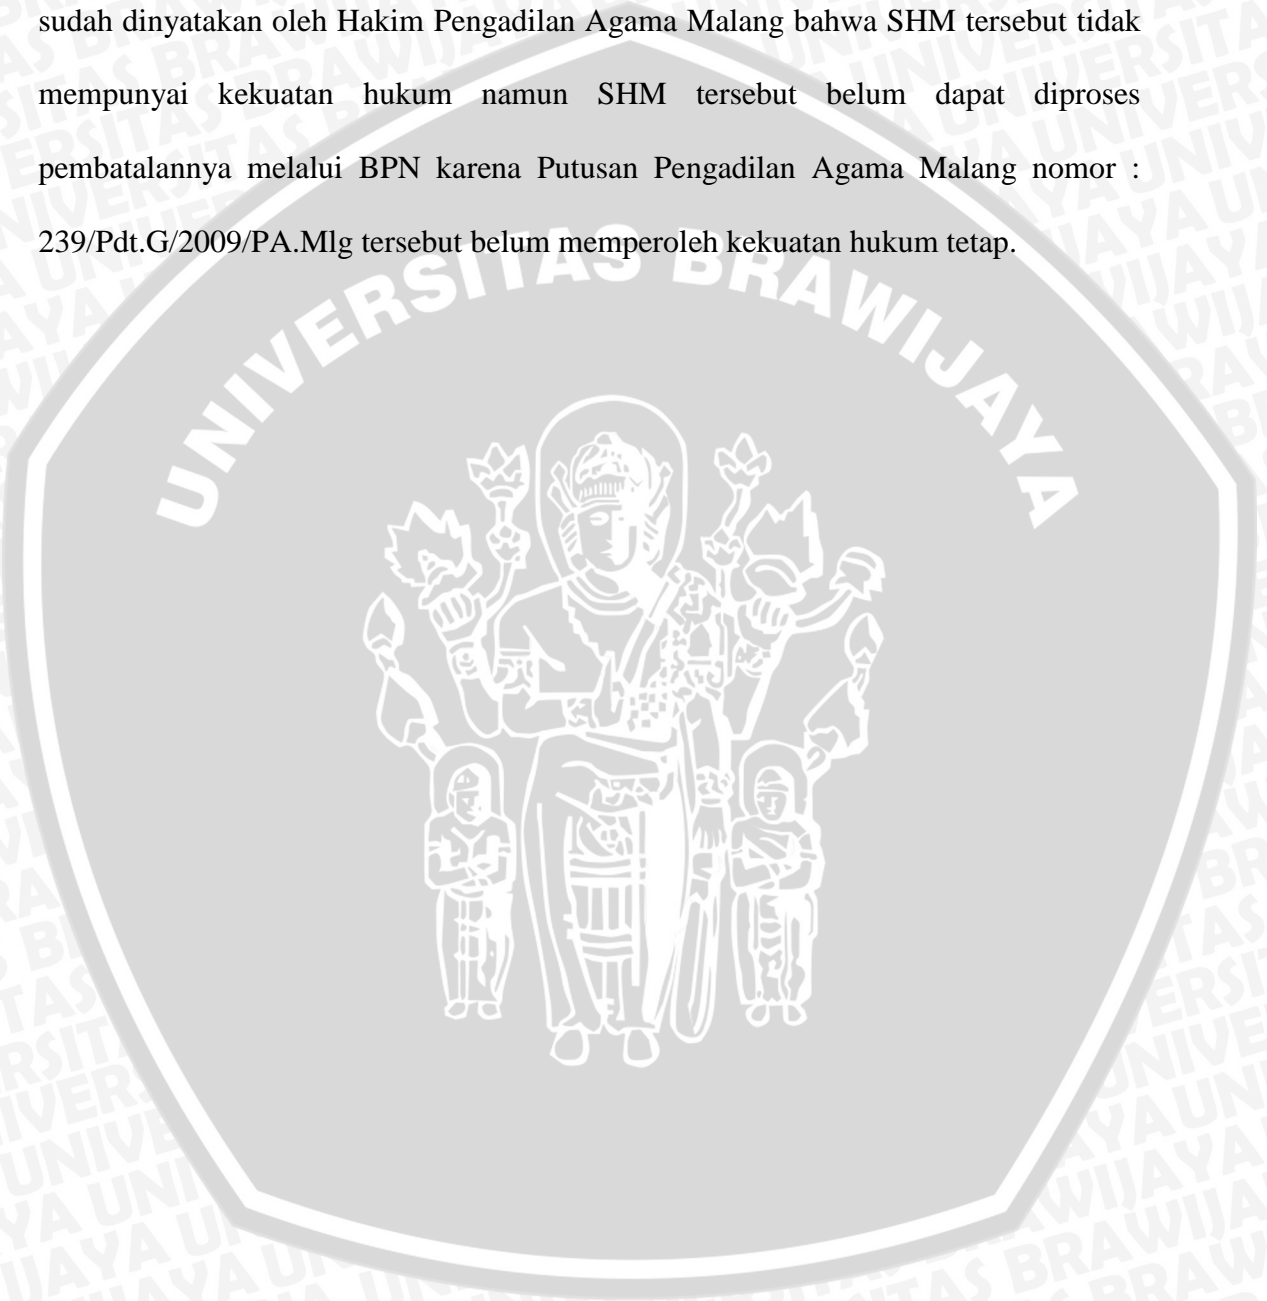 sudah dinyatakan oleh Hakim Pengadilan Agama Malang bahwa SHM tersebut tidak
mempunyai kekuatan hukum namun SHM tersebut belum dapat diproses
pembatalannya melalui BPN karena Putusan Pengadilan Agama Malang nomor :
239/Pdt.G/2009/PA.Mlg tersebut belum memperoleh kekuatan hukum tetap.
UNIVERSITAS BRAWIJAYA